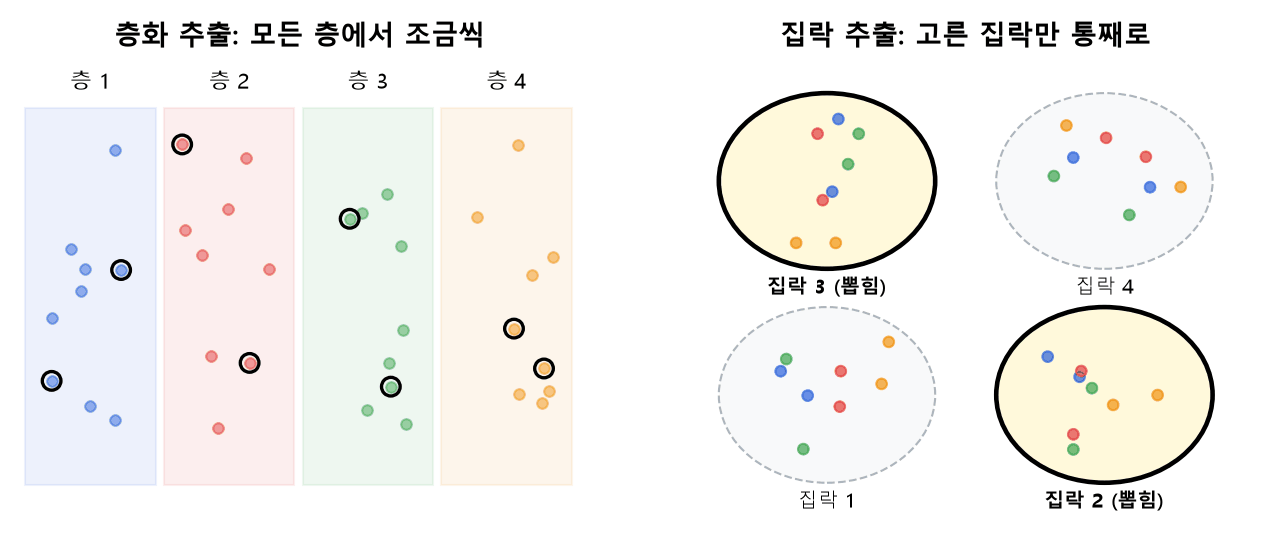 층화 추출: 모든 층에서 조금씩
층 1
층 2
층 3
층 4
집락 추출: 고른 집락만 통째로
집락 3 (뽑힘)
집락 4
집락 1
집락 2 (뽑힘)